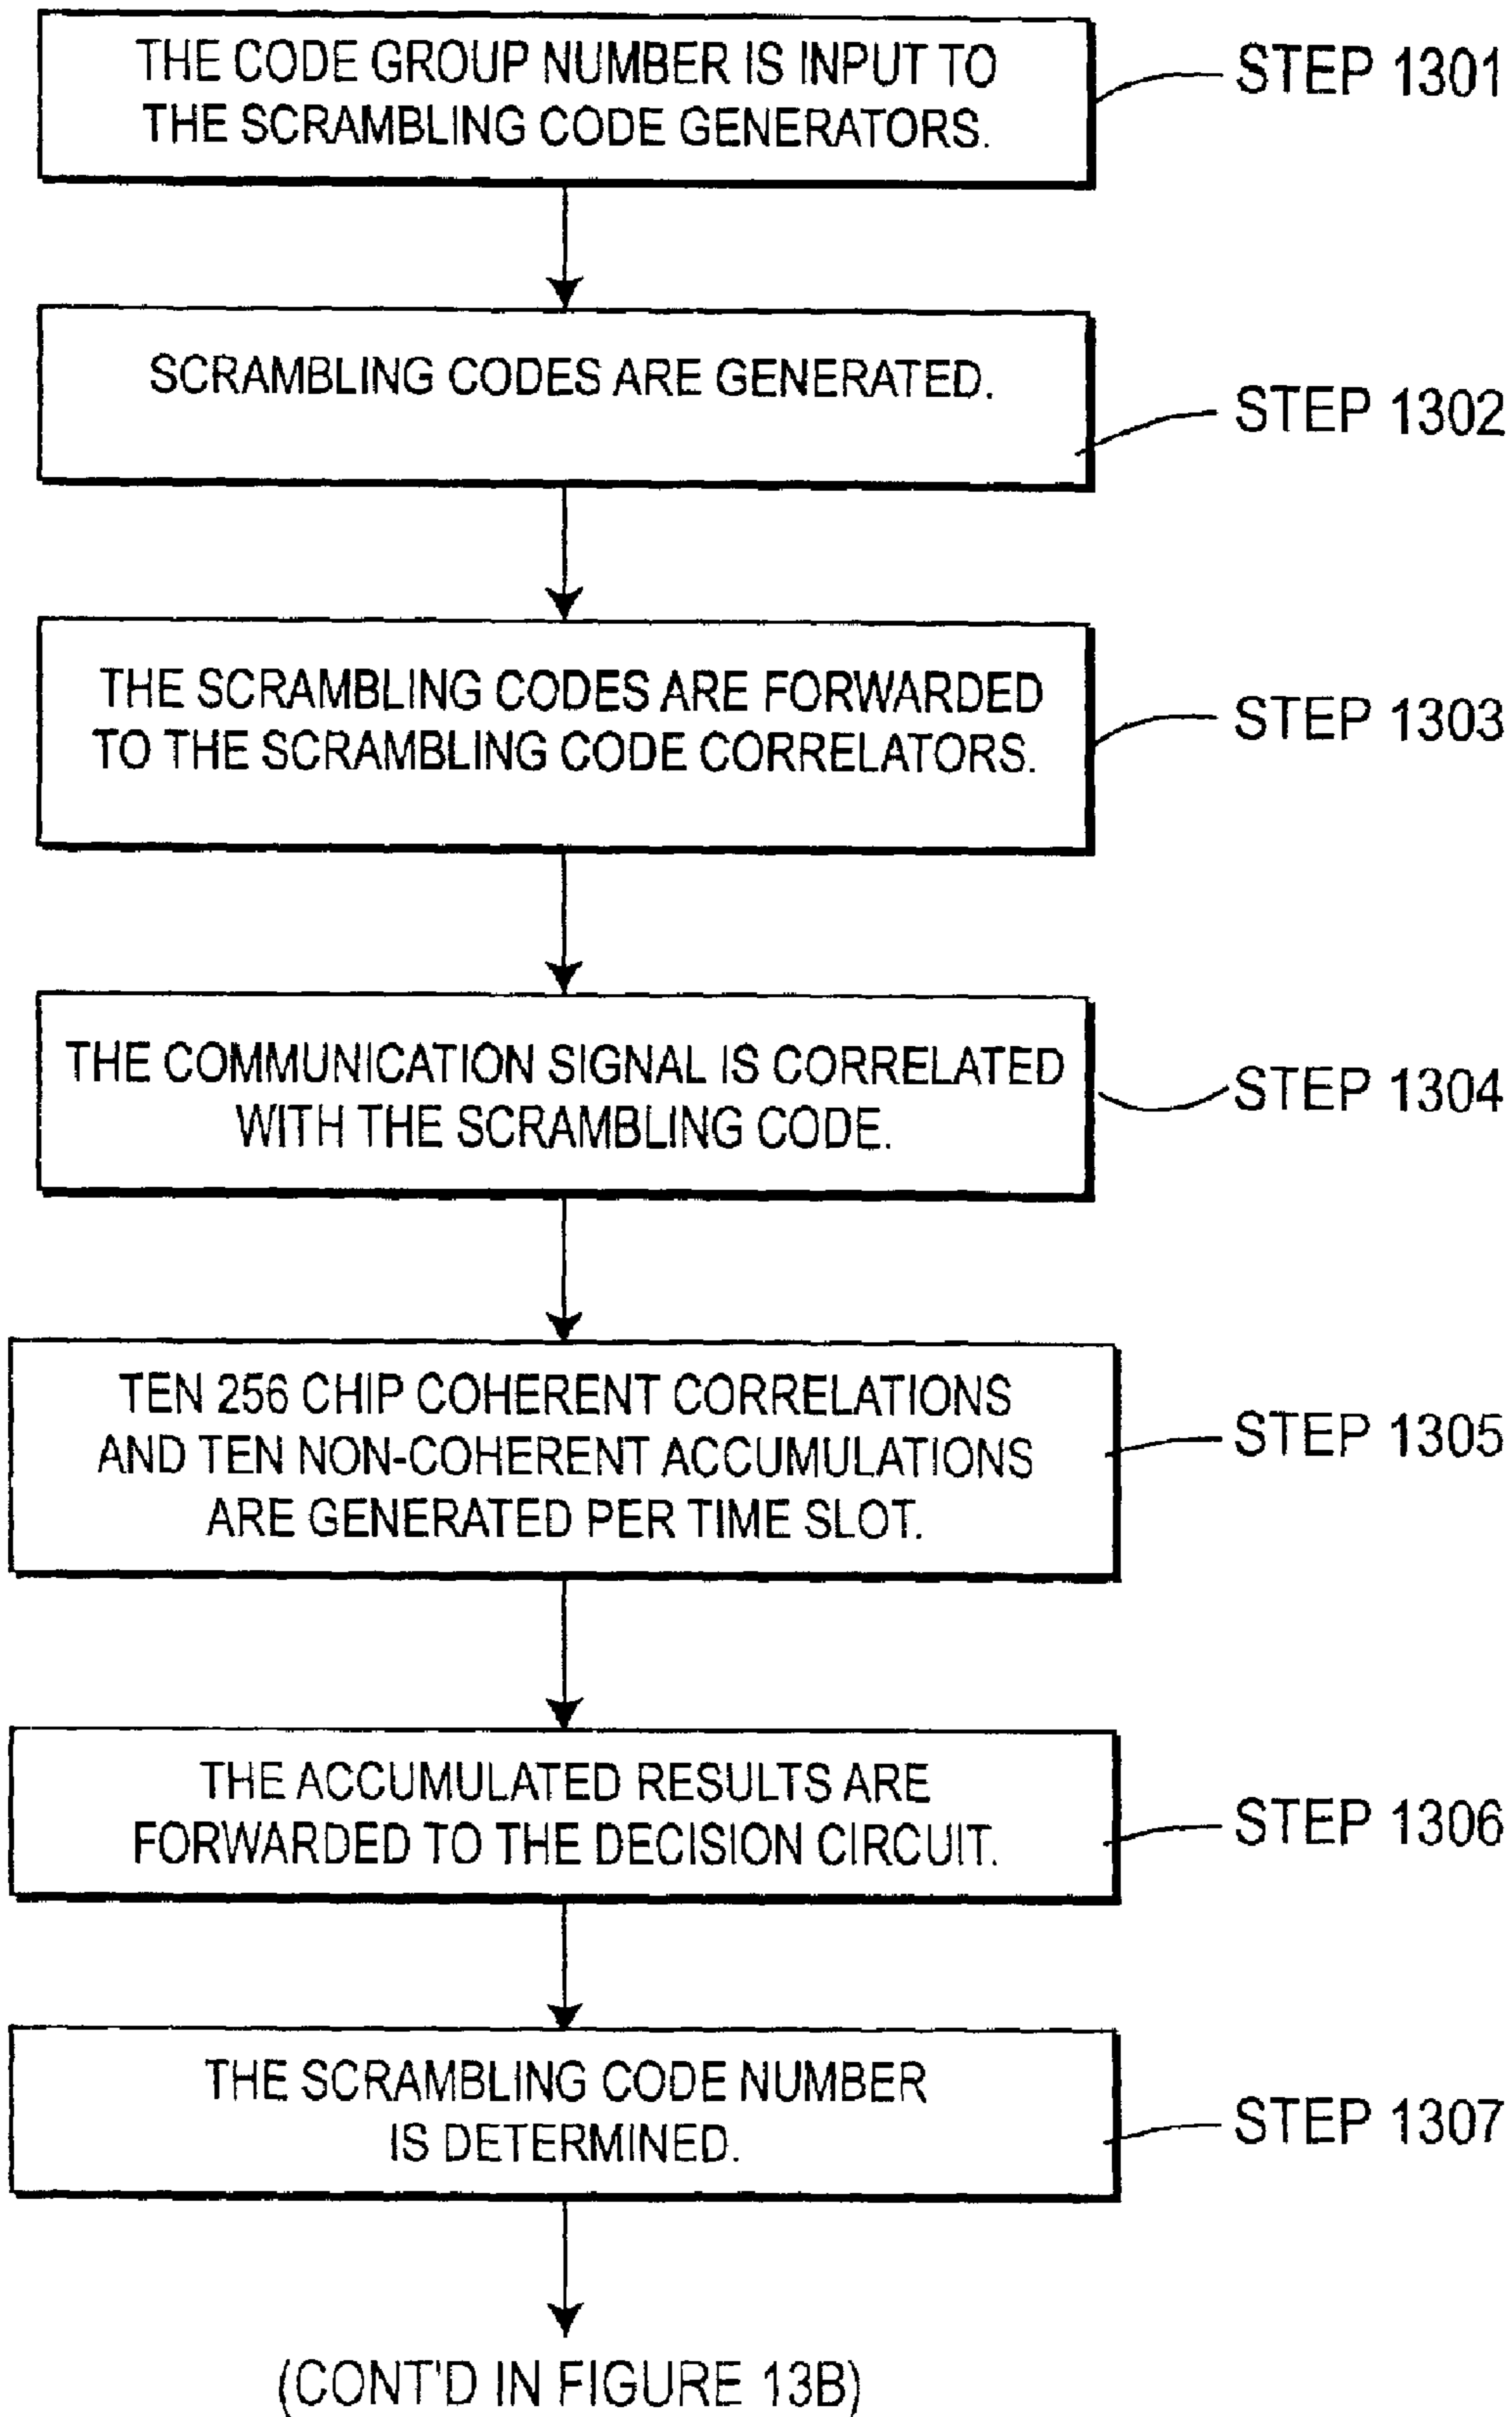 THE CODE GROUP NUMBER IS INPUT TO
THE SCRAMBLING CODE GENERATORS.
STEP 1301
SCRAMBLING CODES ARE GENERATED.
STEP 1302
THE SCRAMBLING CODES ARE FORWARDED
TO THE SCRAMBLING CODE CORRELATORS.
STEP 1303
THE COMMUNICATION SIGNAL IS CORRELATED
WITH THE SCRAMBLING CODE.
STEP 1304
TEN 256 CHIP COHERENT CORRELATIONS
AND TEN NON-COHERENT ACCUMULATIONS
ARE GENERATED PER TIME SLOT.
STEP 1305
THE ACCUMULATED RESULTS ARE
FORWARDED TO THE DECISION CIRCUIT.
STEP 1306
THE SCRAMBLING CODE NUMBER
IS DETERMINED.
STEP 1307
(CONT'D IN FIGURE 13B)